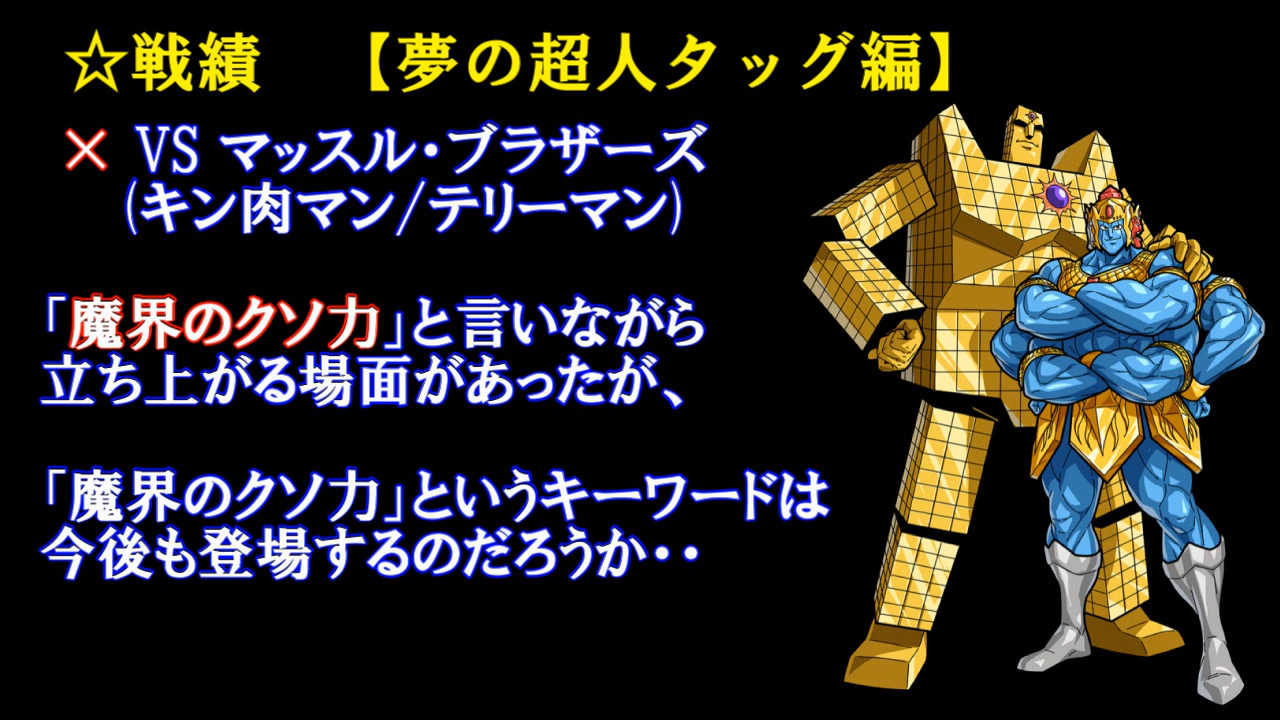 ☆戦績 【夢の超人タッグ編】
× VS マッスル・ブラザーズ
(キン肉マン/テリーマン)
「魔界のクソ力」と言いながら
立ち上がる場面があったが、
「魔界のクソ力」というキーワードは
今後も登場するのだろうか・・